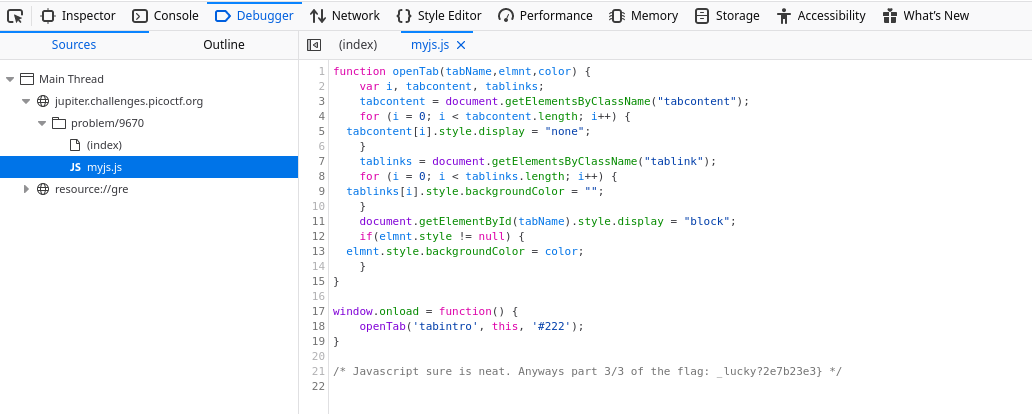 Inspector Console Debugger Network Style Editor Performance Memory Storage Accessibility What's New
Sources Outline (index) myjs.js
Main Thread
jupiter.challenges.picoctf.org
problem/9670
(index)
JS myjs.js
resource://gre
1 function openTab(tabName,elmnt,color) {
2 var i, tabcontent, tablinks;
3 tabcontent = document.getElementsByClassName("tabcontent");
4 for (i = 0; i < tabcontent.length; i++) {
5 tabcontent[i].style.display = "none";
6 }
7 tablinks = document.getElementsByClassName("tablink");
8 for (i = 0; i < tablinks.length; i++) {
9 tablinks[i].style.backgroundColor = "";
10 }
11 document.getElementById(tabName).style.display = "block";
12 if(elmnt.style != null) {
13 elmnt.style.backgroundColor = color;
14 }
15 }
16
17 window.onload = function() {
18 openTab('tabintro', this, '#222');
19 }
20
21 /* Javascript sure is neat. Anyways part 3/3 of the flag: _lucky?2e7b23e3} */
22